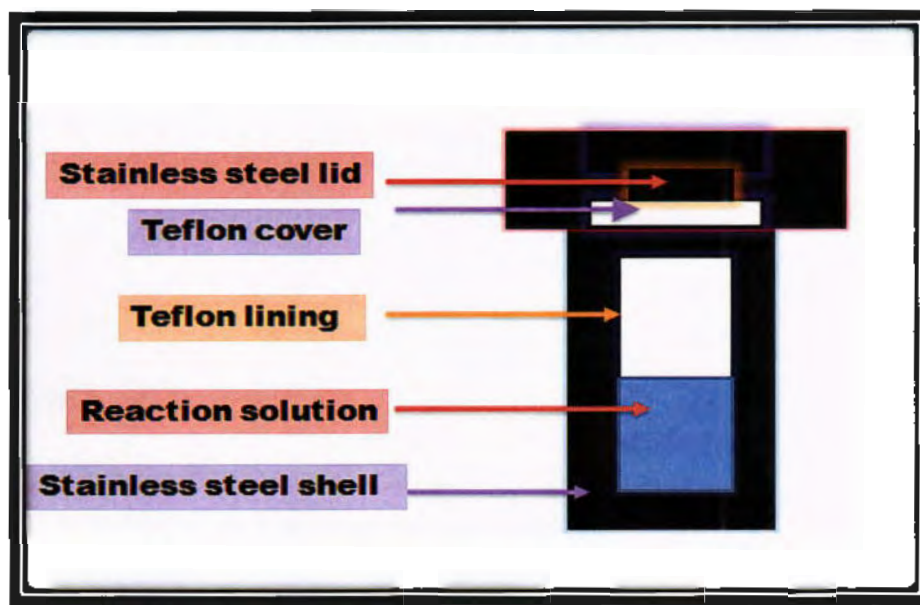 Stainless steel lid
Teflon cover
Teflon lining
Reaction solution
Stainless steel shell